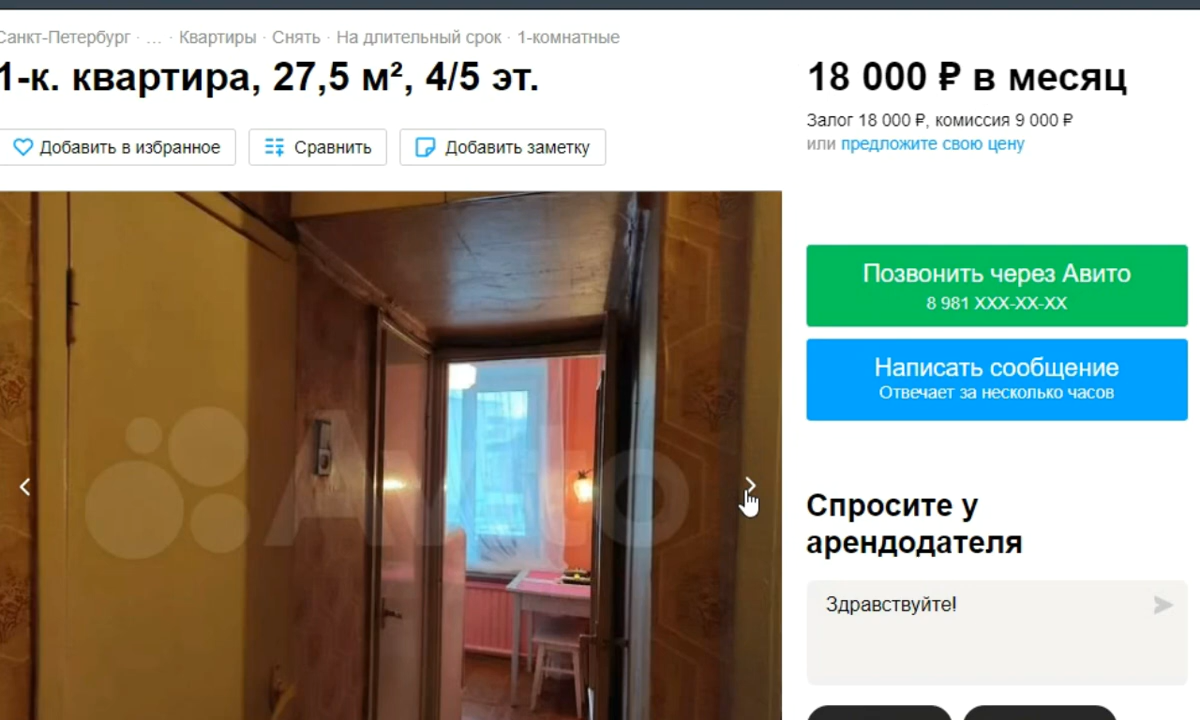 Санкт-Петербург · ... · Квартиры · Снять · На длительный срок · 1-комнатные
1-к. квартира, 27,5 м², 4/5 эт.
Добавить в избранное
Сравнить
Добавить заметку
18 000 ₽ в месяц
Залог 18 000 ₽, комиссия 9 000 ₽
или предложите свою цену
Позвонить через Авито
8 981 XXX-XX-XX
Написать сообщение
Отвечает за несколько часов
Avito
Спросите у
арендодателя
Здравствуйте!